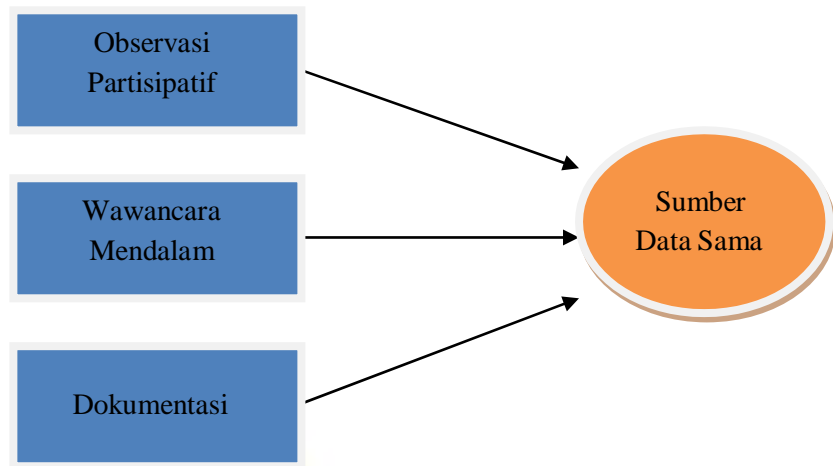 Observasi
Partisipatif
Wawancara
Mendalam
Dokumentasi
Sumber
Data Sama